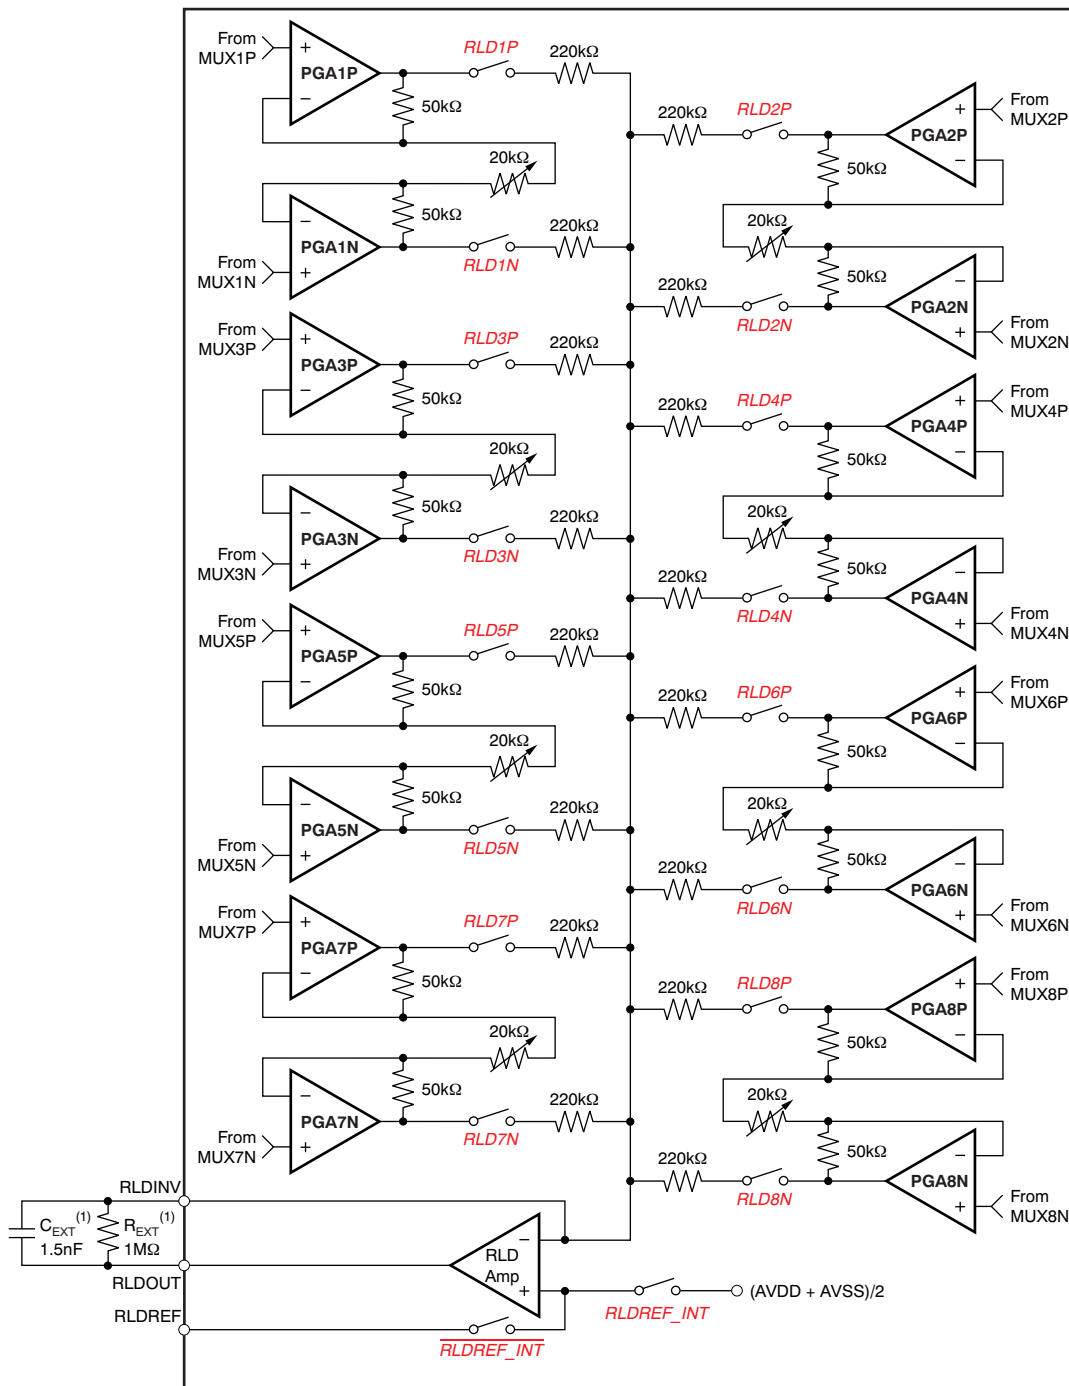 From
MUX1P
PGA1P
RLD1P
220kΩ
50kΩ
20kΩ
50kΩ
PGA1N
From
MUX1N
RLD1N
220kΩ
220kΩ
RLD2P
PGA2P
From
MUX2P
50kΩ
20kΩ
50kΩ
220kΩ
RLD2N
PGA2N
From
MUX2N
From
MUX3P
PGA3P
RLD3P
220kΩ
50kΩ
20kΩ
50kΩ
PGA3N
From
MUX3N
RLD3N
220kΩ
220kΩ
RLD4P
PGA4P
From
MUX4P
50kΩ
20kΩ
50kΩ
220kΩ
RLD4N
PGA4N
From
MUX4N
From
MUX5P
PGA5P
RLD5P
220kΩ
50kΩ
20kΩ
50kΩ
PGA5N
From
MUX5N
RLD5N
220kΩ
220kΩ
RLD6P
PGA6P
From
MUX6P
50kΩ
20kΩ
50kΩ
220kΩ
RLD6N
PGA6N
From
MUX6N
From
MUX7P
PGA7P
RLD7P
220kΩ
50kΩ
20kΩ
50kΩ
PGA7N
From
MUX7N
RLD7N
220kΩ
220kΩ
RLD8P
PGA8P
From
MUX8P
50kΩ
20kΩ
50kΩ
220kΩ
RLD8N
PGA8N
From
MUX8N
RLDINV
C_EXT(1)
1.5nF
R_EXT(1)
1MΩ
RLDOUT
RLDREF
RLD
Amp
RLDREF_INT
(AVDD + AVSS)/2
RLDREF_INT